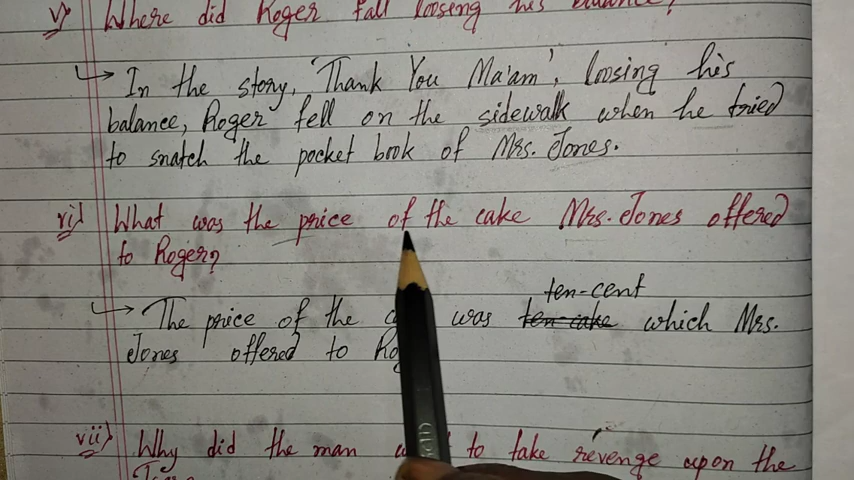 v) Where did Roger fall loosing his balance?
In the story, 'Thank You Ma'am', loosing his
balance, Roger fell on the sidewalk when he tried
to snatch the pocket book of Mrs. Jones.
vi) What was the price of the cake Mrs. Jones offered
to Roger?
ten-cent
The price of the was ten-cake which Mrs.
Jones offered to
vii) Why did the man to take revenge upon the